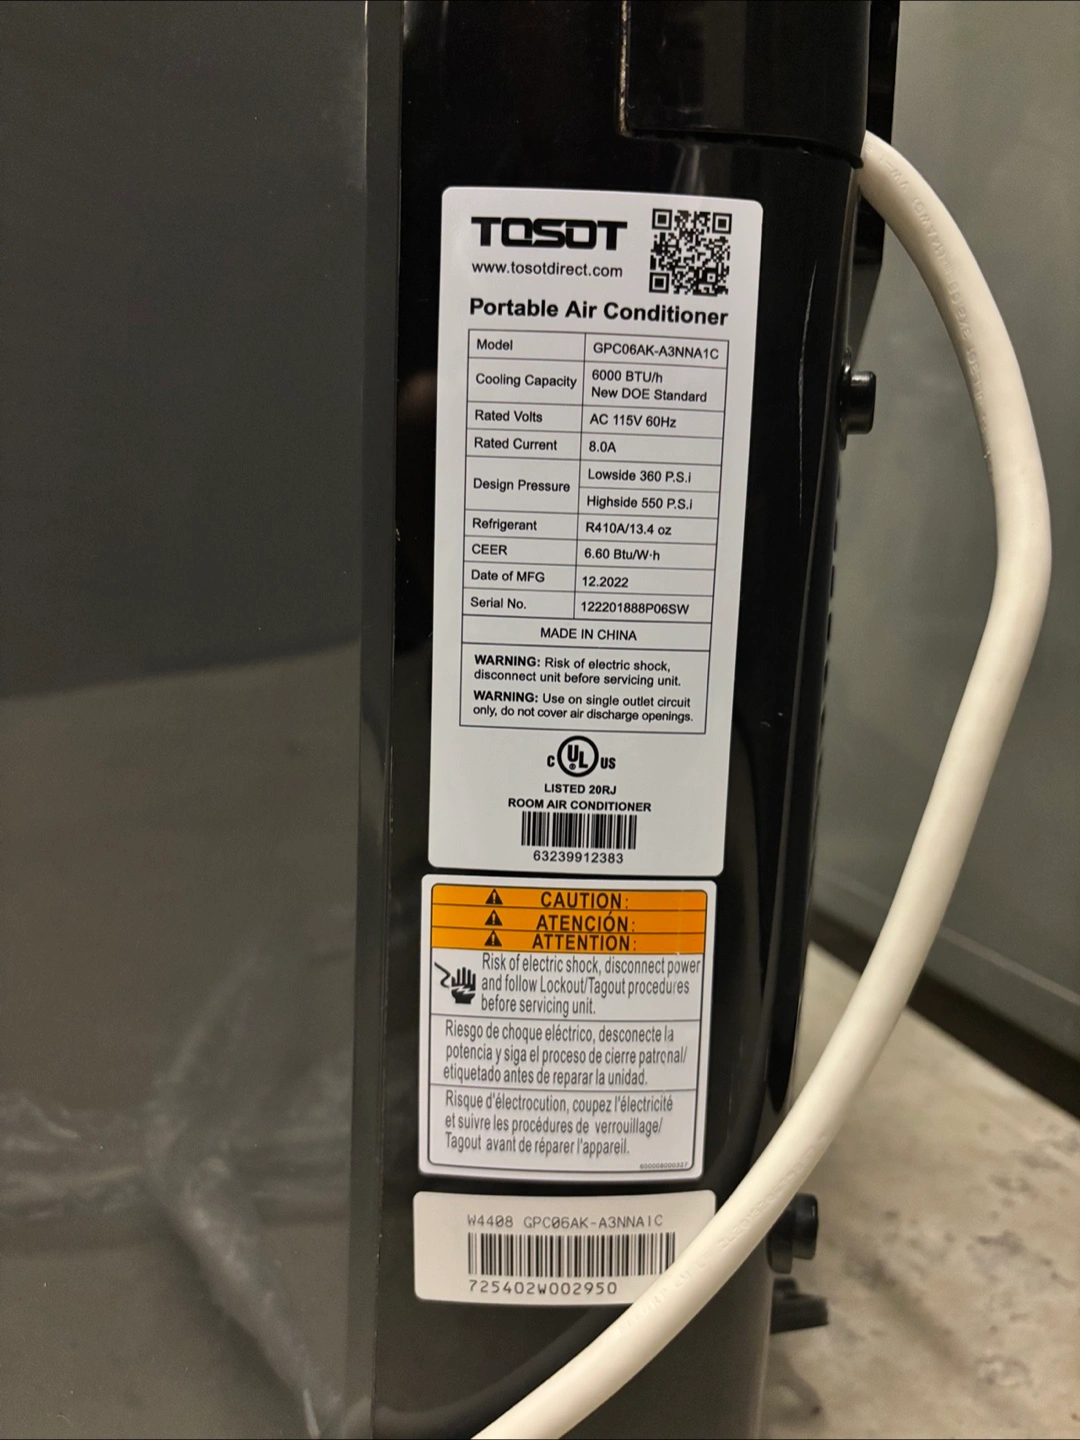 TOSOT
www.tosotdirect.com
Portable Air Conditioner
Model GPC06AK-A3NNA1C
Cooling Capacity 6000 BTU/h
New DOE Standard
Rated Volts AC 115V 60Hz
Rated Current 8.0A
Design Pressure Lowside 360 P.S.i
Highside 550 P.S.i
Refrigerant R410A/13.4 oz
CEER 6.60 Btu/W·h
Date of MFG 12.2022
Serial No. 122201888P06SW
MADE IN CHINA
WARNING: Risk of electric shock,
disconnect unit before servicing unit.
WARNING: Use on single outlet circuit
only, do not cover air discharge openings.
C UL US
LISTED 20RJ
ROOM AIR CONDITIONER
63239912383
CAUTION:
ATENCIÓN:
ATTENTION:
Risk of electric shock, disconnect power
and follow Lockout/Tagout procedures
before servicing unit.
Riesgo de choque eléctrico, desconecte la
potencia y siga el proceso de cierre patronal/
etiquetado antes de reparar la unidad.
Risque d'électrocution, coupez l'électricité
et suivre les procédures de verrouillage/
Tagout avant de réparer l'appareil.
W4408 GPC06AK-A3NNA1C
725402W002950